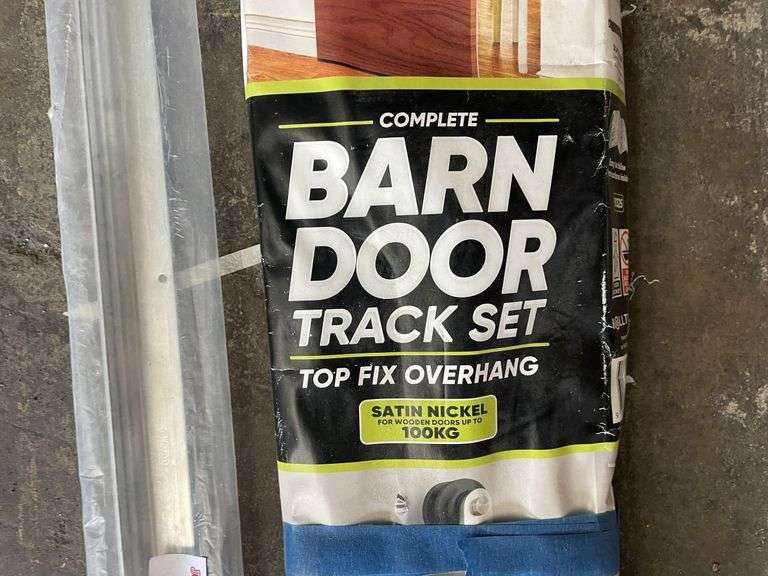 COMPLETE
BARN
DOOR
TRACK SET
TOP FIX OVERHANG
SATIN NICKEL
FOR WOODEN DOORS UP TO
100KG